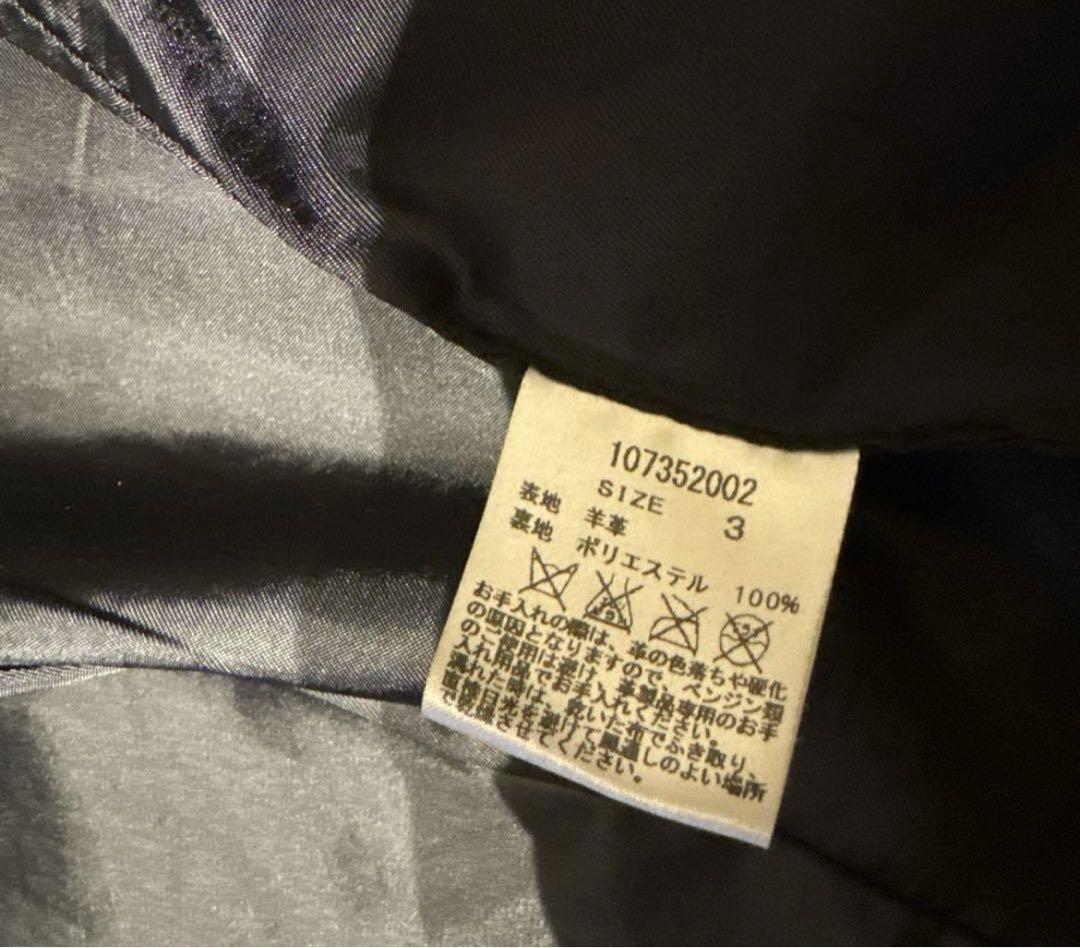 107352002
SIZE 3
表地 羊革
裏地 ポリエステル 100%
お手入れの際は、革の色落ちや硬化
の原因となりますので、ベンジン類
のご使用は避け、革製品専用のお手
入れ用品でお手入れください。
濡れた時は、乾いた布でふき取り、
直射日光を避けて風通しのよい場所
で乾燥させてください。